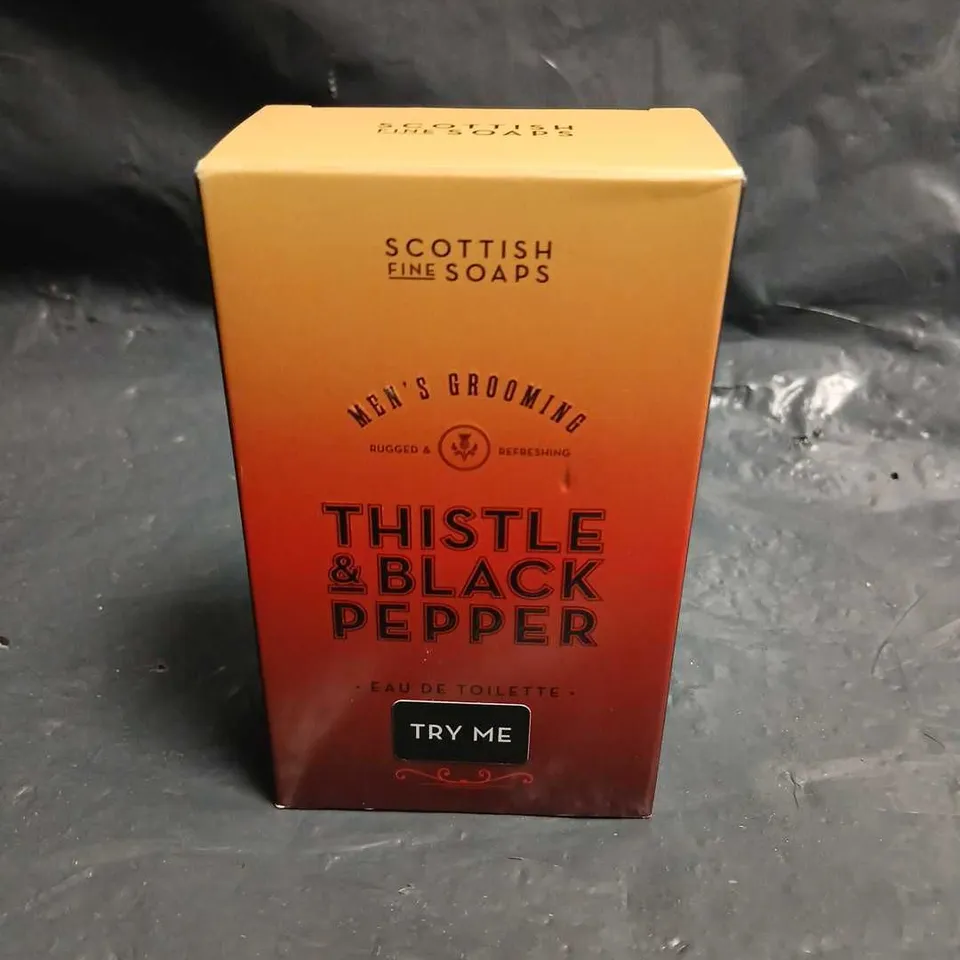 SCOTTISH
FINE SOAPS
SCOTTISH
FINE SOAPS
MEN'S GROOMING
RUGGED & REFRESHING
THISTLE
& BLACK
PEPPER
· EAU DE TOILETTE ·
TRY ME